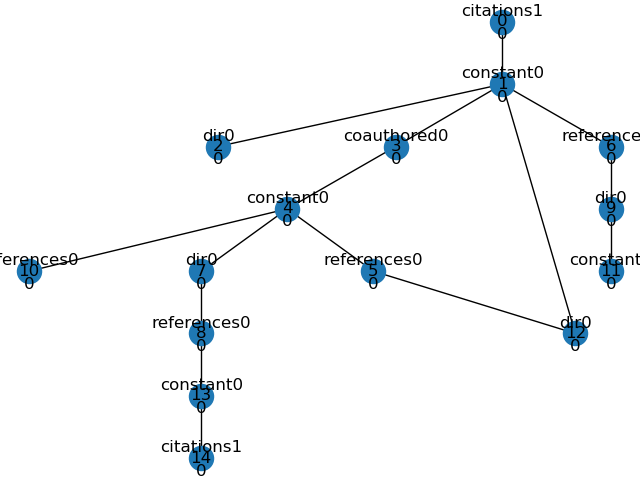 citations1
0
0
constant0
1
0
dir0
2
0
coauthored0
3
0
reference
6
0
constant0
4
0
dir0
9
0
ferences0
10
0
dir0
7
0
references0
5
0
constant
11
0
references0
8
0
dir0
12
0
constant0
13
0
citations1
14
0